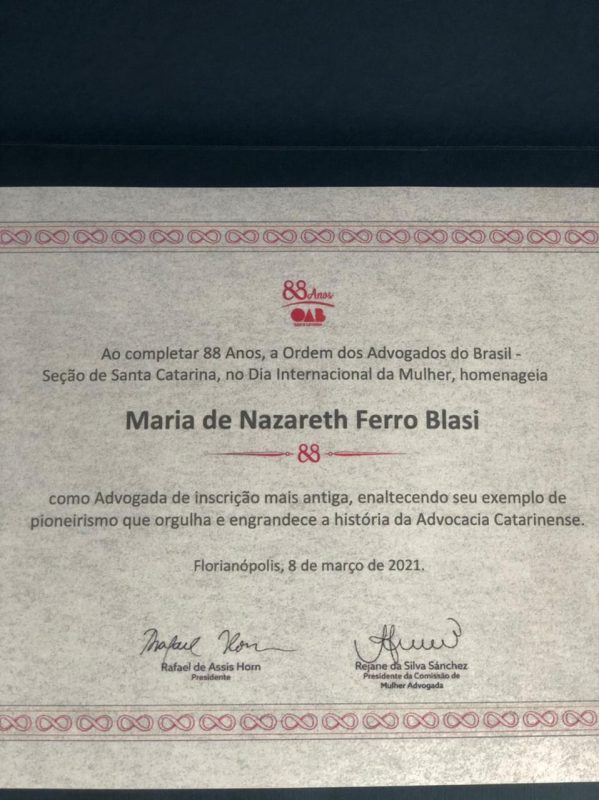 88 Anos
OAB
SANTA CATARINA
Ao completar 88 Anos, a Ordem dos Advogados do Brasil -
Seção de Santa Catarina, no Dia Internacional da Mulher, homenageia
Maria de Nazareth Ferro Blasi
88
como Advogada de inscrição mais antiga, enaltecendo seu exemplo de
pioneirismo que orgulha e engrandece a história da Advocacia Catarinense.
Florianópolis, 8 de março de 2021.
Rafael Horn
Rafael de Assis Horn
Presidente
Rejane da Silva Sánchez
Presidente da Comissão de
Mulher Advogada